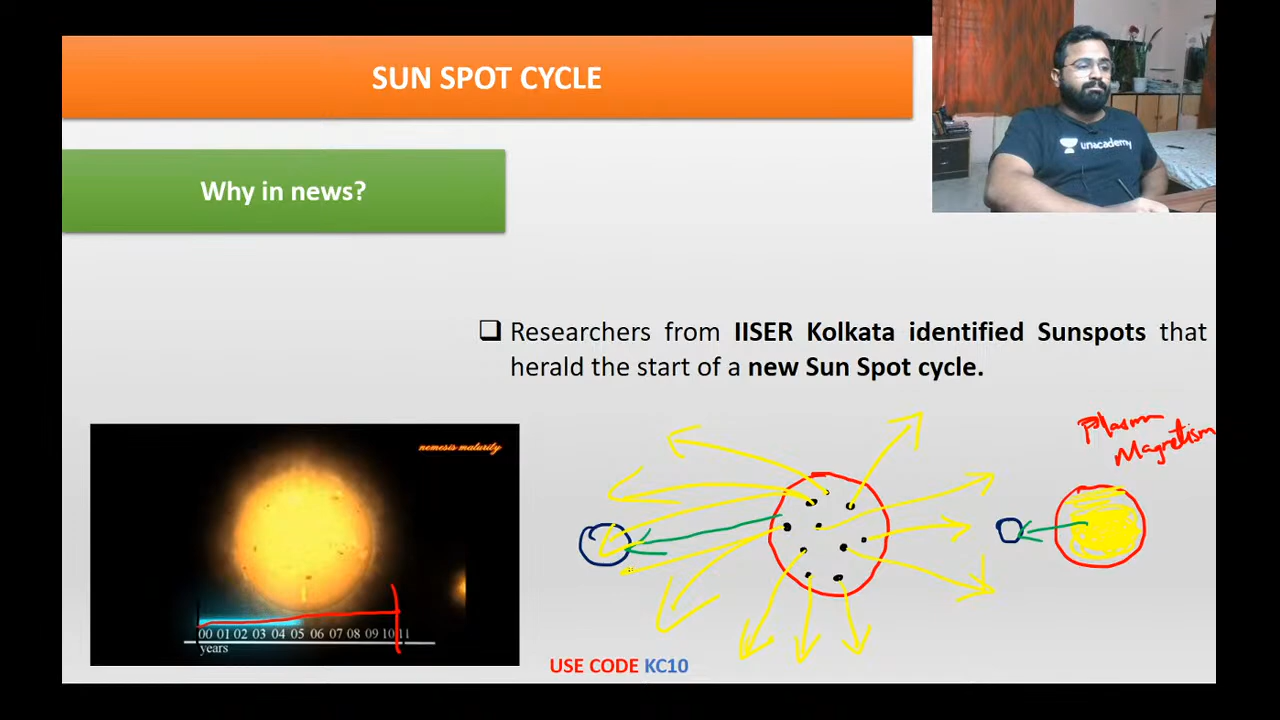 SUN SPOT CYCLE
unacademy
Why in news?
Researchers from IISER Kolkata identified Sunspots that
herald the start of a new Sun Spot cycle.
Plasma
Magnetism
nemesis maturity
00 01 02 03 04 05 06 07 08 09 10 11
years
USE CODE KC10